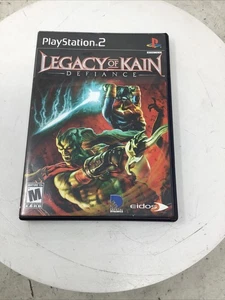 PlayStation 2
LEGACY OF KAIN
DEFIANCE
M
eidos